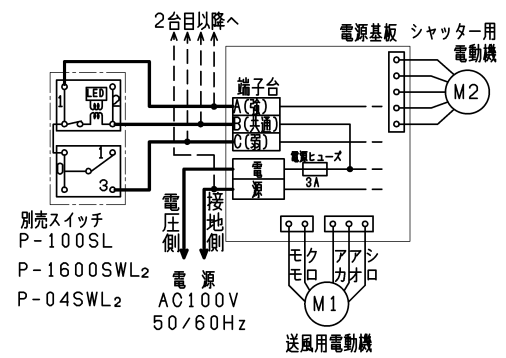 2台目以降へ
電源基板
シャッター用
電動機
M2
端子台
A(強)
B(共通)
C(弱)
電
源
電源ヒューズ
3A
LED
1
2
0
1
3
別売スイッチ
P-100SL
P-1600SWL2
P-04SWL2
電圧側
接地側
電 源
AC100V
50/60Hz
モモ
クロ
アカ
アオ
シロ
M1
送風用電動機